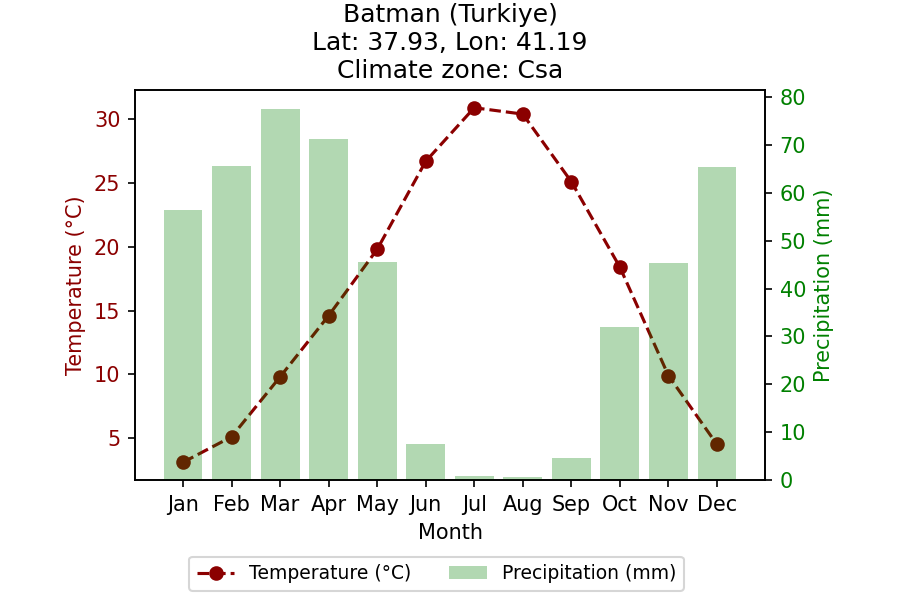 Batman (Turkiye)
Lat: 37.93, Lon: 41.19
Climate zone: Csa
Temperature (°C)
30
25
20
15
10
5
80
70
60
50
40
30
20
10
0
Precipitation (mm)
Jan Feb Mar Apr May Jun Jul Aug Sep Oct Nov Dec
Month
Temperature (°C) Precipitation (mm)